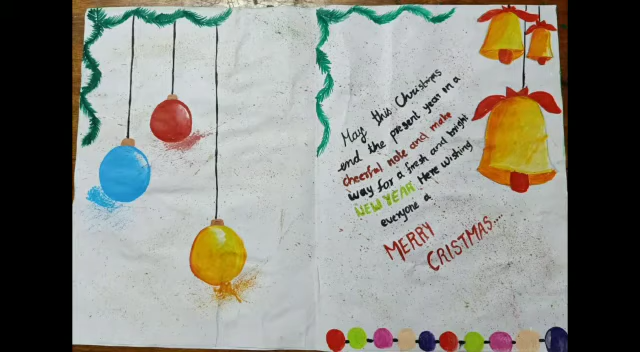 May this Christmas
end the present year in a
cheerful note and make
way for a fresh and bright
NEW YEAR. Here wishing
everyone a
MERRY
CRISTMAS....